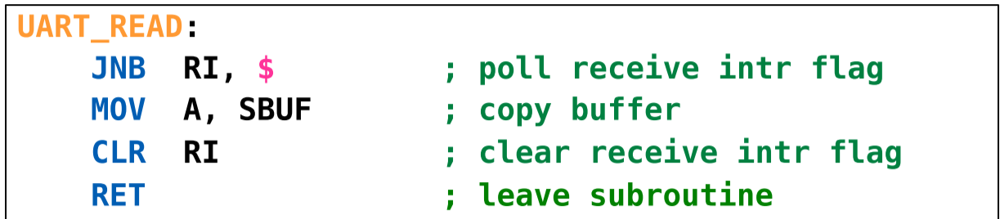 UART_READ:
    JNB  RI, $         ; poll receive intr flag
    MOV  A, SBUF       ; copy buffer
    CLR  RI            ; clear receive intr flag
    RET                ; leave subroutine